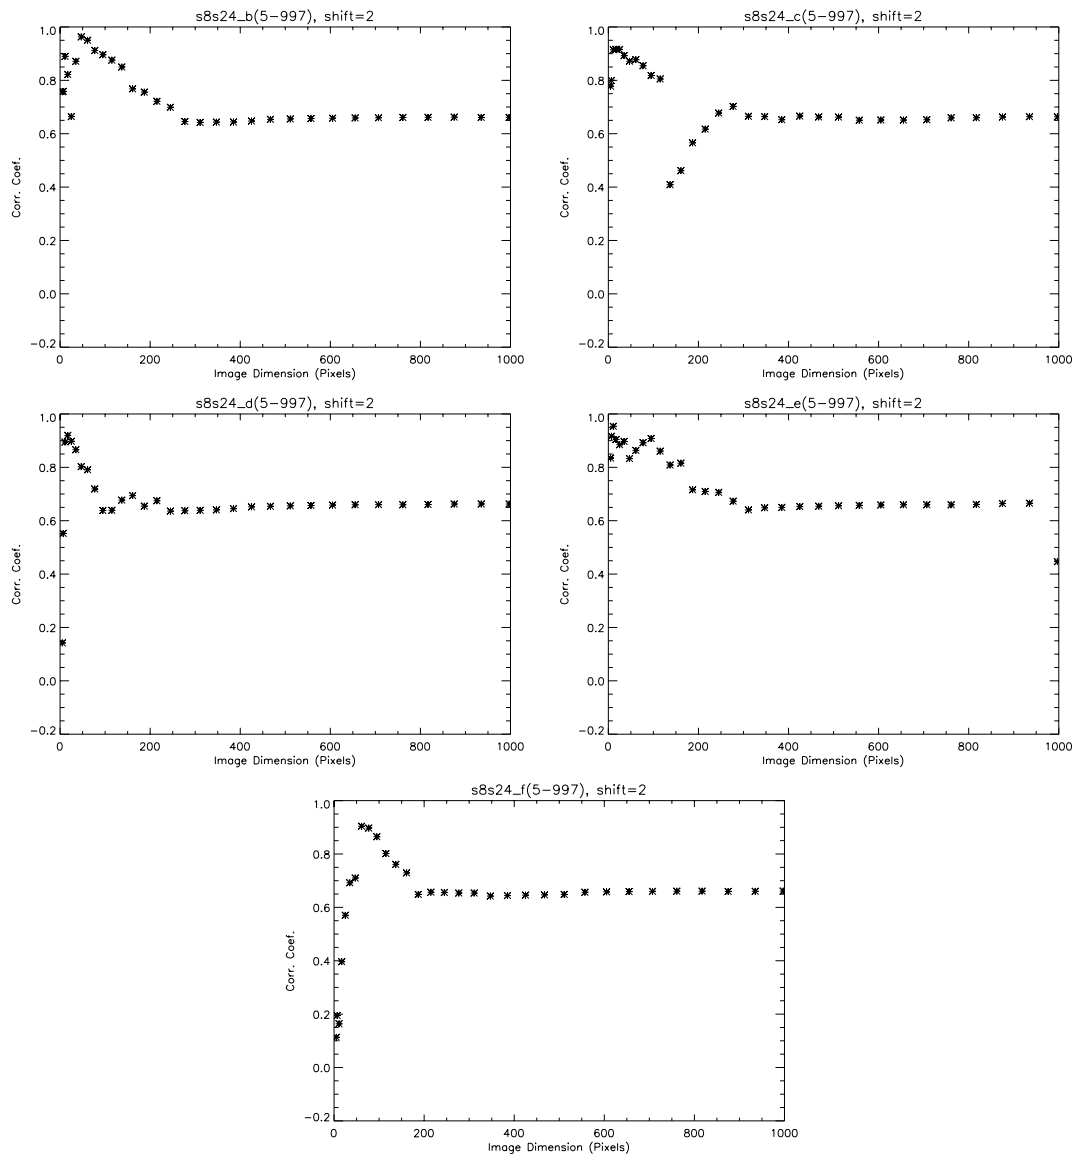 s8s24_b(5−997), shift=2
1.0
0.8
0.6
0.4
0.2
0.0
−0.2
Corr. Coef.
0 200 400 600 800 1000
Image Dimension (Pixels)
s8s24_c(5−997), shift=2
1.0
0.8
0.6
0.4
0.2
0.0
−0.2
Corr. Coef.
0 200 400 600 800 1000
Image Dimension (Pixels)
s8s24_d(5−997), shift=2
1.0
0.8
0.6
0.4
0.2
0.0
−0.2
Corr. Coef.
0 200 400 600 800 1000
Image Dimension (Pixels)
s8s24_e(5−997), shift=2
1.0
0.8
0.6
0.4
0.2
0.0
−0.2
Corr. Coef.
0 200 400 600 800 1000
Image Dimension (Pixels)
s8s24_f(5−997), shift=2
1.0
0.8
0.6
0.4
0.2
0.0
−0.2
Corr. Coef.
0 200 400 600 800 1000
Image Dimension (Pixels)